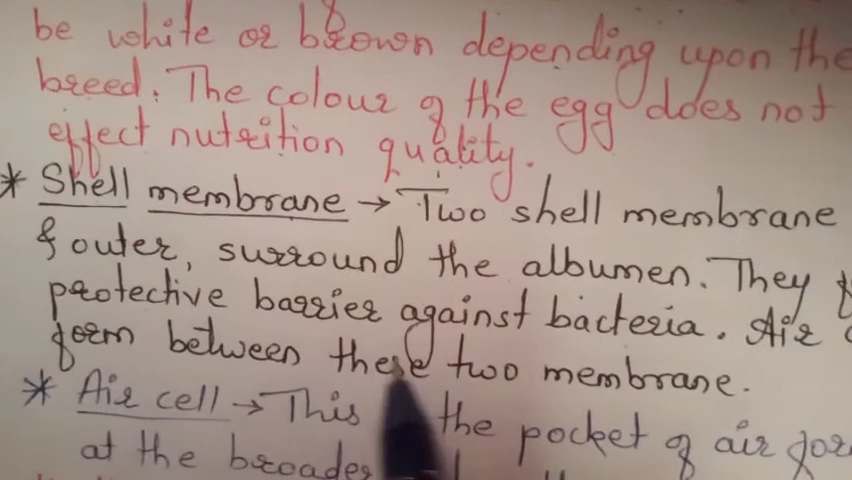 be white or brown depending upon the
breed. The colour of the egg does not
effect nutrition quality.
* Shell membrane → Two shell membrane
& outer, surround the albumen. They
protective barrier against bacteria. Air
form between these two membrane.
* Air cell → This the pocket of air
at the broader